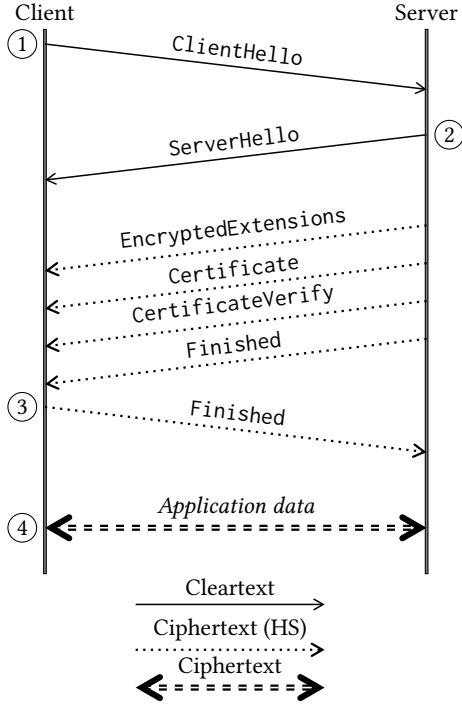 Client Server
1
ClientHello
2
ServerHello
EncryptedExtensions
Certificate
CertificateVerify
Finished
3
Finished
4
Application data
Cleartext
Ciphertext (HS)
Ciphertext